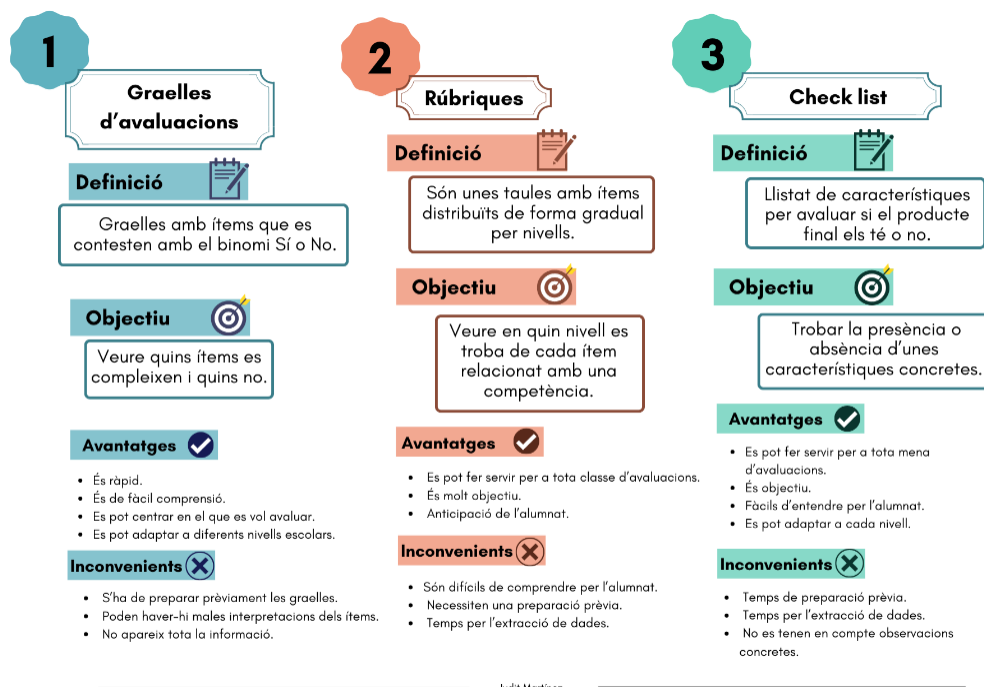 1
Graelles
d'avaluacions
Definició
Graelles amb ítems que es
contesten amb el binomi Sí o No.
Objectiu
Veure quins ítems es
compleixen i quins no.
Avantatges
• És ràpid.
• És de fàcil comprensió.
• Es pot centrar en el que es vol avaluar.
• Es pot adaptar a diferents nivells escolars.
Inconvenients
• S'ha de preparar prèviament les graelles.
• Poden haver-hi males interpretacions dels ítems.
• No apareix tota la informació.
2
Rúbriques
Definició
Són unes taules amb ítems
distribuïts de forma gradual
per nivells.
Objectiu
Veure en quin nivell es
troba de cada ítem
relacionat amb una
competència.
Avantatges
• Es pot fer servir per a tota classe d'avaluacions.
• És molt objectiu.
• Anticipació de l'alumnat.
Inconvenients
• Són difícils de comprendre per l'alumnat.
• Necessiten una preparació prèvia.
• Temps per l'extracció de dades.
3
Check list
Definició
Llistat de característiques
per avaluar si el producte
final els té o no.
Objectiu
Trobar la presència o
absència d'unes
característiques concretes.
Avantatges
• Es pot fer servir per a tota mena
d'avaluacions.
• És objectiu.
• Fàcils d'entendre per l'alumnat.
• Es pot adaptar a cada nivell.
Inconvenients
• Temps de preparació prèvia.
• Temps per l'extracció de dades.
• No es tenen en compte observacions
concretes.
Judit Martínez